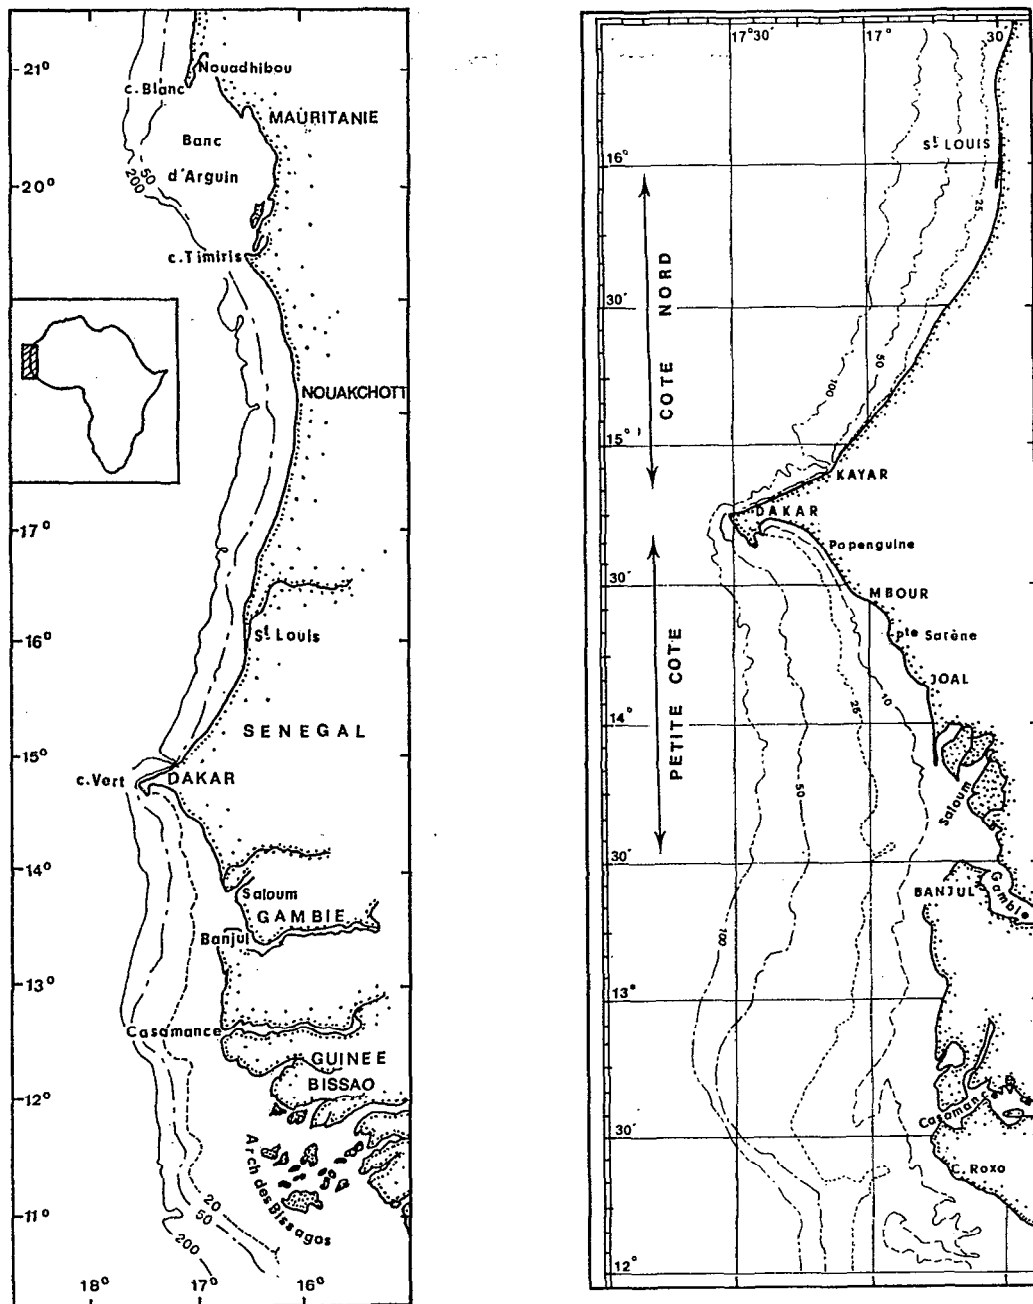 21°
Nouadhibou
c. Blanc
MAURITANIE
Banc
d'Arguin
50
200
20°
c. Timiris
NOUAKCHOTT
17°
St Louis
16°
SENEGAL
15°
c. Vert
DAKAR
14°
Saloum
GAMBIE
Banjul
13°
Casamance
GUINEE
BISSAO
12°
Arch des Bissagos
20
50
200
11°
18° 17° 16°
17°30' 17° 30
St LOUIS
16°
25
COTE NORD
30'
100
50
15°
KAYAR
DAKAR
Popenguine
30'
MBOUR
Pte Sarène
PETITE COTE
JOAL
10
25
14°
50
Saloum
30'
BANJUL
Gambie
100
13°
Casamance
30'
C. Roxo
12°